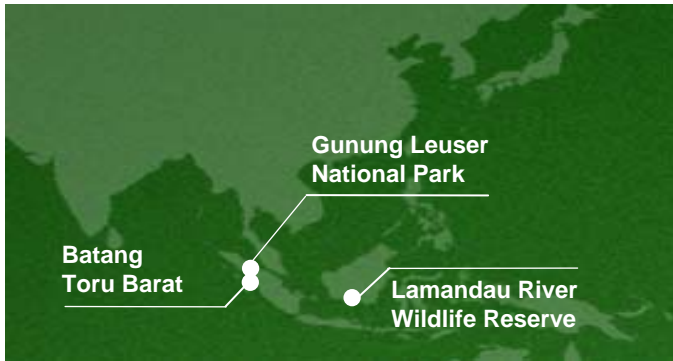 Gunung Leuser
National Park
Batang
Toru Barat
Lamandau River
Wildlife Reserve